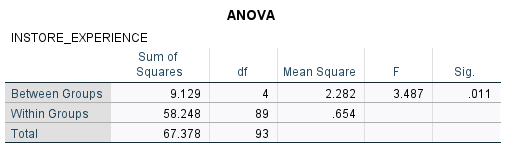 ANOVA
INSTORE_EXPERIENCE
Sum of Squares df Mean Square F Sig.
Between Groups 9.129 4 2.282 3.487 .011
Within Groups 58.248 89 .654
Total 67.378 93